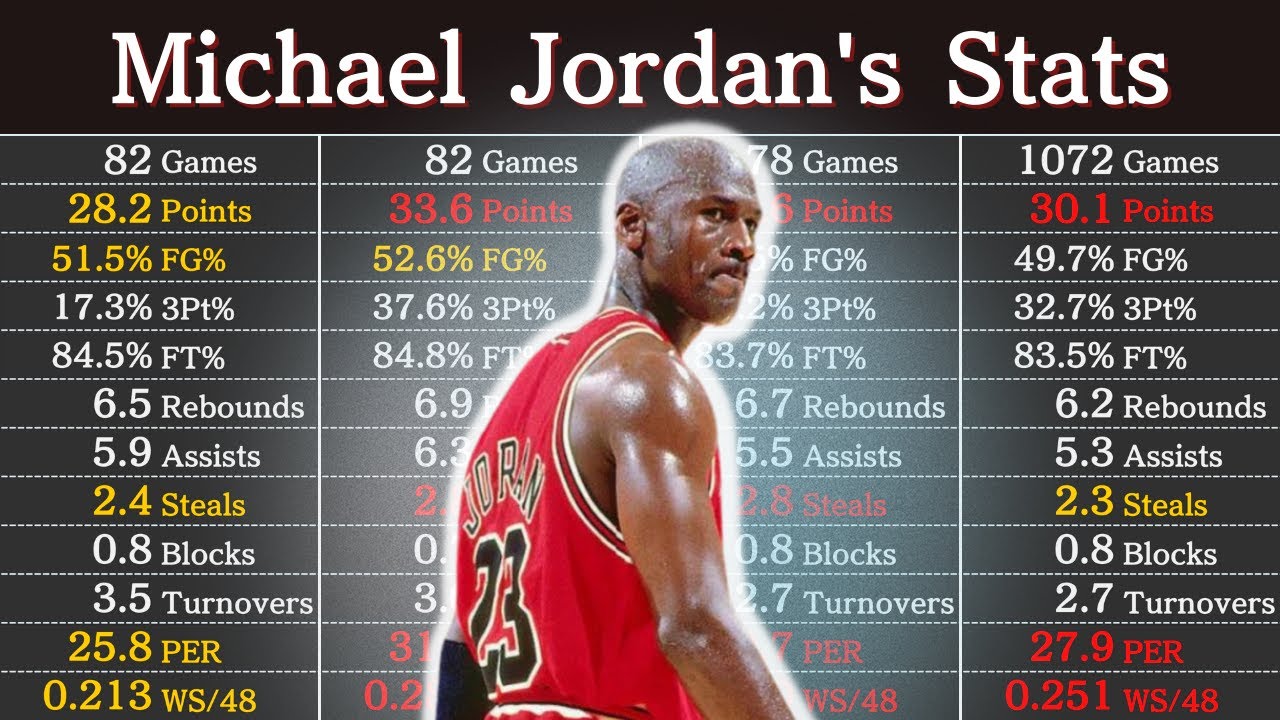 Michael Jordan's Stats
82 Games 82 Games 78 Games 1072 Games
28.2 Points 33.6 Points Points 30.1 Points
51.5% FG% 52.6% FG% FG% 49.7% FG%
17.3% 3Pt% 37.6% 3Pt% 3Pt% 32.7% 3Pt%
84.5% FT% 84.8% FT% 83.7% FT% 83.5% FT%
6.5 Rebounds 6.9 6.7 Rebounds 6.2 Rebounds
5.9 Assists 6.3 5.5 Assists 5.3 Assists
2.4 Steals 2.8 Steals 2.3 Steals
0.8 Blocks 0.8 Blocks 0.8 Blocks
3.5 Turnovers 2.7 Turnovers 2.7 Turnovers
25.8 PER PER 27.9 PER
0.213 WS/48 WS/48 0.251 WS/48
JORAN
23